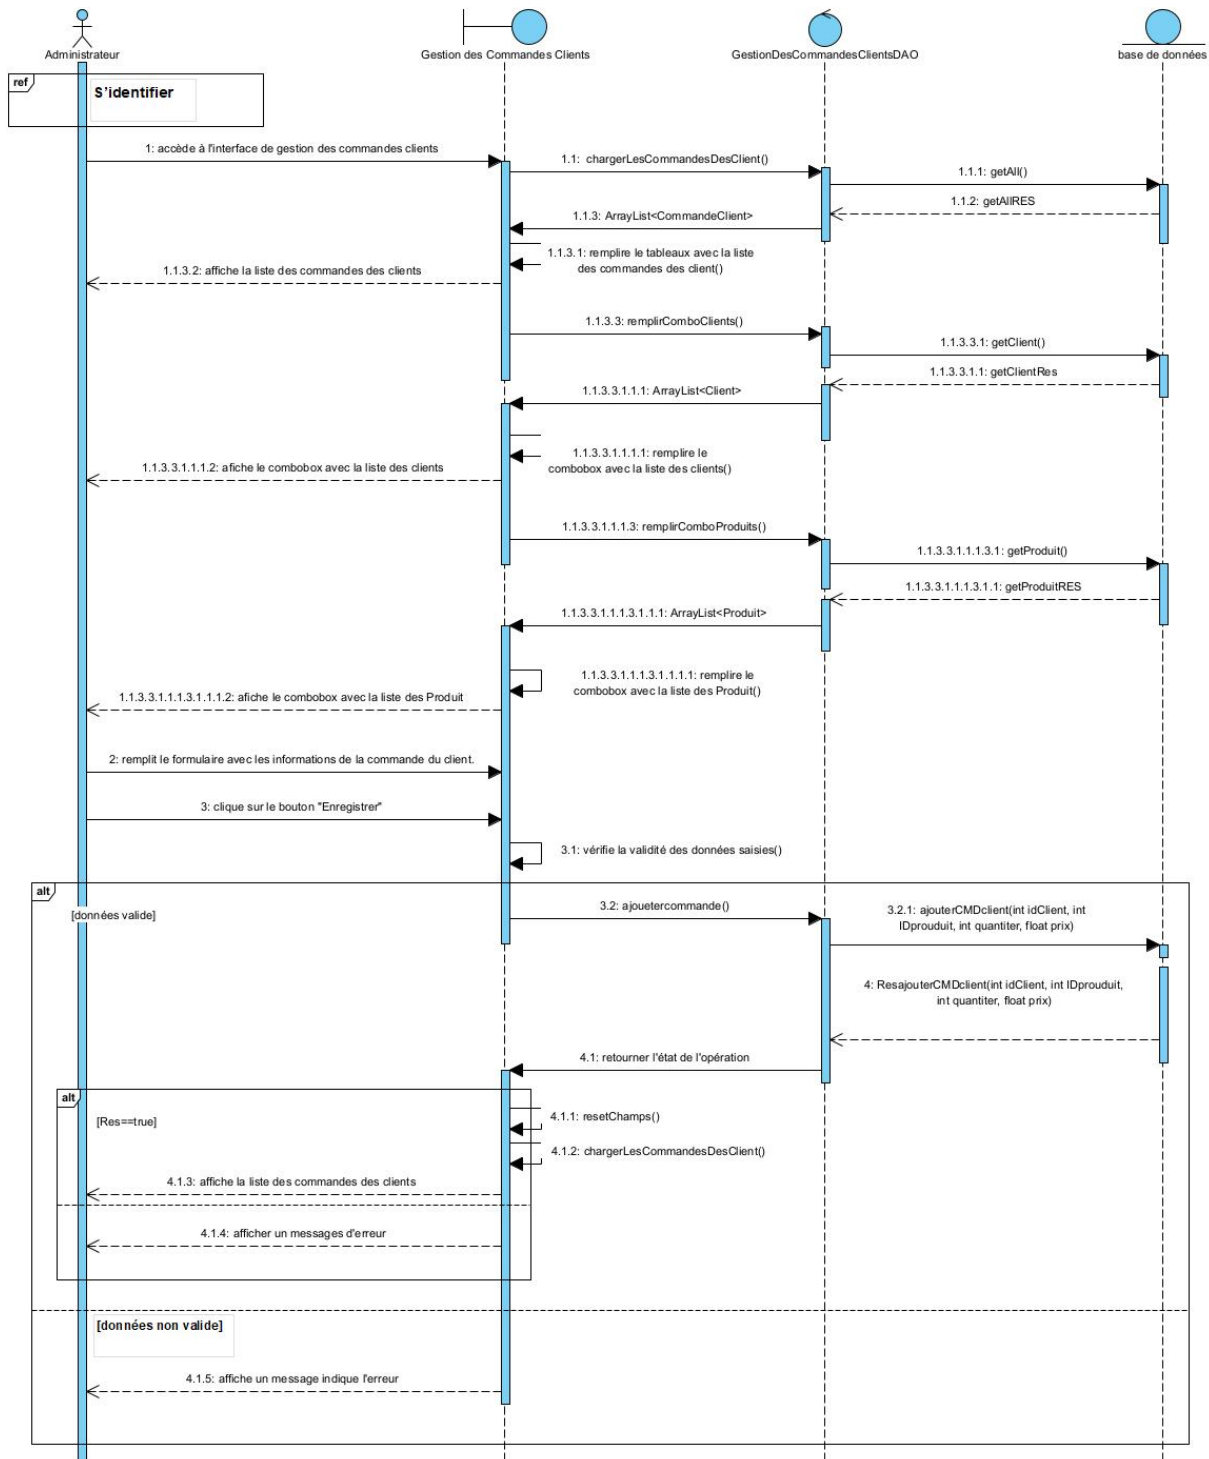 Administrateur
Gestion des Commandes Clients
GestionDesCommandesClientsDAO
base de données
ref
S'identifier
1: accède à l'interface de gestion des commandes clients
1.1: chargerLesCommandesDesClient()
1.1.1: getAll()
1.1.2: getAllRES
1.1.3: ArrayList<CommandeClient>
1.1.3.1: remplire le tableaux avec la liste
des commandes des client()
1.1.3.2: affiche la liste des commandes des clients
1.1.3.3: remplirComboClients()
1.1.3.3.1: getClient()
1.1.3.3.1.1: getClientRes
1.1.3.3.1.1.1: ArrayList<Client>
1.1.3.3.1.1.1.1: remplire le
combobox avec la liste des clients()
1.1.3.3.1.1.1.2: afiche le combobox avec la liste des clients
1.1.3.3.1.1.1.3: remplirComboProduits()
1.1.3.3.1.1.1.3.1: getProduit()
1.1.3.3.1.1.1.3.1.1: getProduitRES
1.1.3.3.1.1.1.3.1.1.1: ArrayList<Produit>
1.1.3.3.1.1.1.3.1.1.1.1: remplire le
combobox avec la liste des Produit()
1.1.3.3.1.1.1.3.1.1.1.2: afiche le combobox avec la liste des Produit
2: remplit le formulaire avec les informations de la commande du client.
3: clique sur le bouton "Enregistrer"
3.1: vérifie la validité des données saisies()
alt
[données valide]
3.2: ajouetercommande()
3.2.1: ajouterCMDclient(int idClient, int
IDprouduit, int quantiter, float prix)
4: ResajouterCMDclient(int idClient, int IDprouduit,
int quantiter, float prix)
4.1: retourner l'état de l'opération
alt
[Res==true]
4.1.1: resetChamps()
4.1.2: chargerLesCommandesDesClient()
4.1.3: affiche la liste des commandes des clients
4.1.4: afficher un messages d'erreur
[données non valide]
4.1.5: affiche un message indique l'erreur